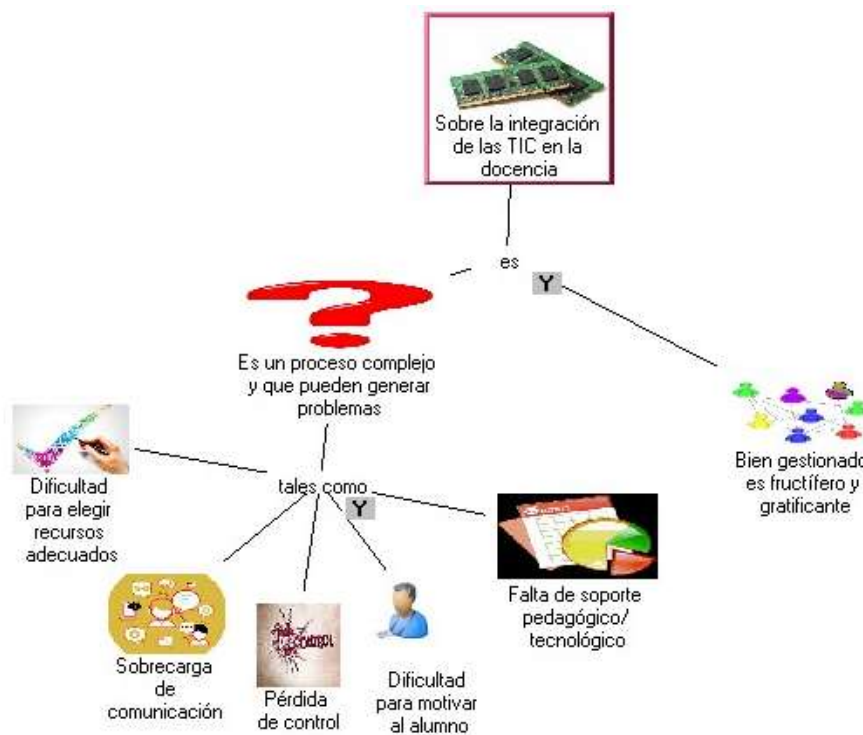 Sobre la integración
de las TIC en la
docencia
es
Y
Es un proceso complejo
y que pueden generar
problemas
Bien gestionado
es fructífero y
gratificante
tales como
Y
Dificultad
para elegir
recursos
adecuados
Sobrecarga
de
comunicación
CONTROL
Pérdida
de control
Dificultad
para motivar
al alumno
Falta de soporte
pedagógico/
tecnológico